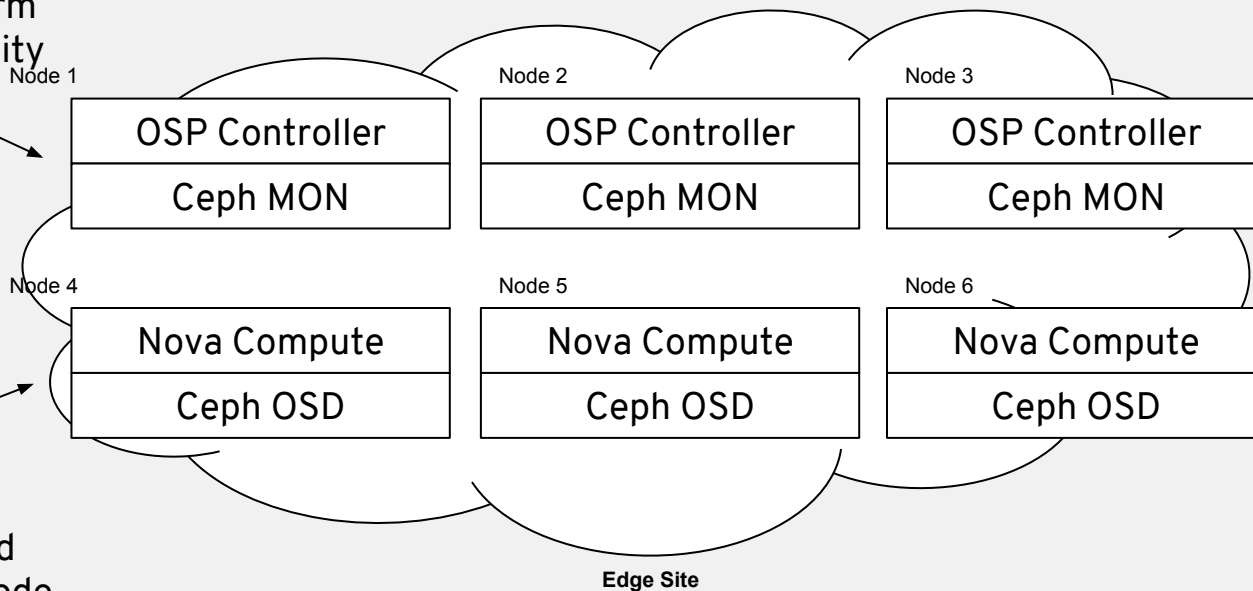 rm
ity
Node 1
Node 2
Node 3
OSP Controller
OSP Controller
OSP Controller
Ceph MON
Ceph MON
Ceph MON
Node 4
Node 5
Node 6
Nova Compute
Nova Compute
Nova Compute
Ceph OSD
Ceph OSD
Ceph OSD
d
Edge Site